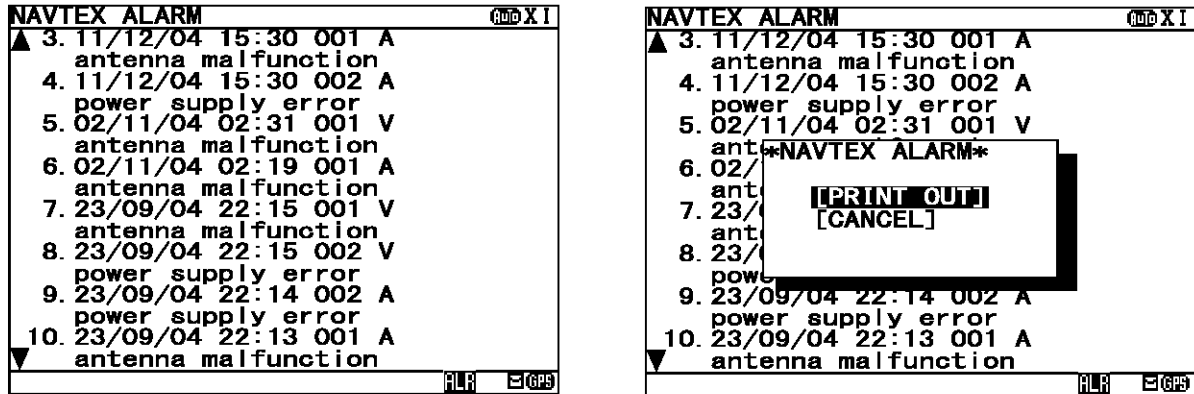 NAVTEX ALARM Auto X I
3. 11/12/04 15:30 001 A
antenna malfunction
4. 11/12/04 15:30 002 A
power supply error
5. 02/11/04 02:31 001 V
antenna malfunction
6. 02/11/04 02:19 001 A
antenna malfunction
7. 23/09/04 22:15 001 V
antenna malfunction
8. 23/09/04 22:15 002 V
power supply error
9. 23/09/04 22:14 002 A
power supply error
10. 23/09/04 22:13 001 A
antenna malfunction
ALR GPS
NAVTEX ALARM Auto X I
3. 11/12/04 15:30 001 A
antenna malfunction
4. 11/12/04 15:30 002 A
power supply error
5. 02/11/04 02:31 001 V
ant
6. 02/
ant
7. 23/
ant
8. 23/
pow
*NAVTEX ALARM*
[PRINT OUT]
[CANCEL]
9. 23/09/04 22:14 002 A
power supply error
10. 23/09/04 22:13 001 A
antenna malfunction
ALR GPS